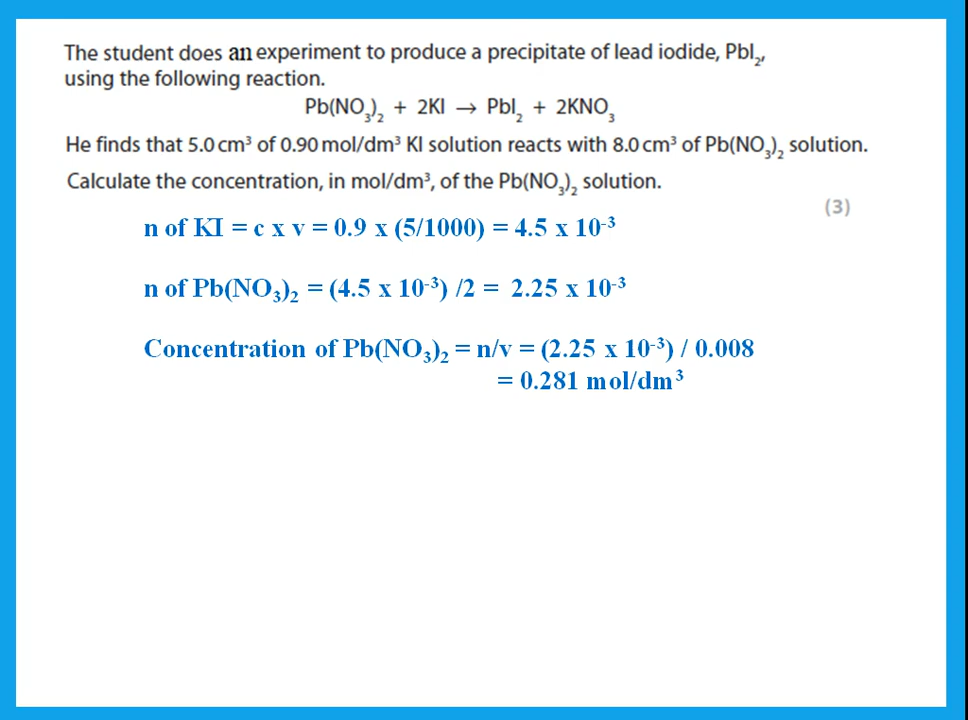 The student does an experiment to produce a precipitate of lead iodide, PbI₂,
using the following reaction.
Pb(NO₃)₂ + 2KI → PbI₂ + 2KNO₃
He finds that 5.0 cm³ of 0.90 mol/dm³ KI solution reacts with 8.0 cm³ of Pb(NO₃)₂ solution.
Calculate the concentration, in mol/dm³, of the Pb(NO₃)₂ solution.
(3)
n of KI = c x v = 0.9 x (5/1000) = 4.5 x 10⁻³
n of Pb(NO₃)₂ = (4.5 x 10⁻³) /2 = 2.25 x 10⁻³
Concentration of Pb(NO₃)₂ = n/v = (2.25 x 10⁻³) / 0.008
= 0.281 mol/dm³